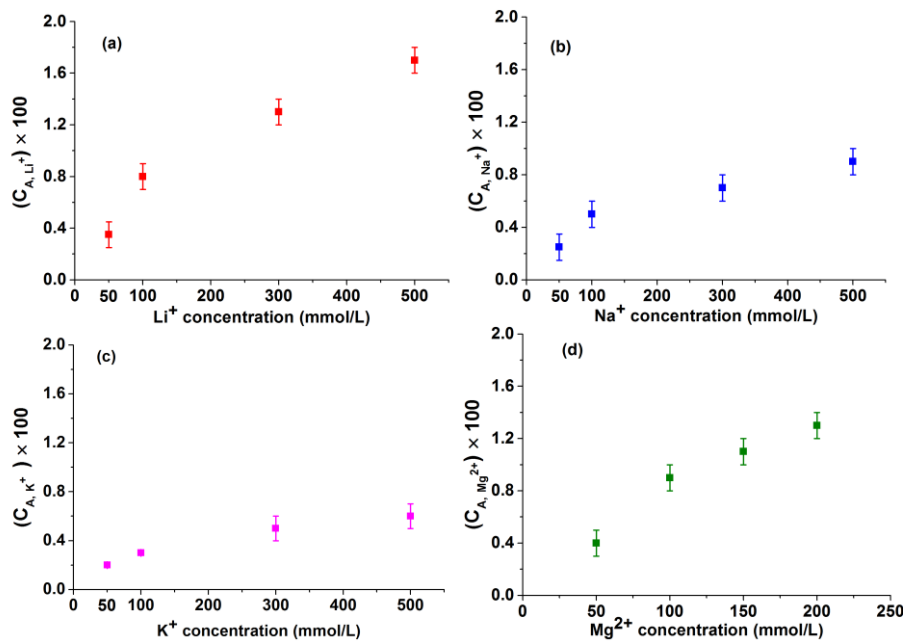 (a)
(C_A, Li⁺) × 100
2.0
1.6
1.2
0.8
0.4
0.0
0 50 100 200 300 400 500
Li⁺ concentration (mmol/L)
(b)
(C_A, Na⁺) × 100
2.0
1.6
1.2
0.8
0.4
0.0
0 50 100 200 300 400 500
Na⁺ concentration (mmol/L)
(c)
(C_A, K⁺) × 100
2.0
1.6
1.2
0.8
0.4
0.0
0 50 100 200 300 400 500
K⁺ concentration (mmol/L)
(d)
(C_A, Mg²⁺) × 100
2.0
1.6
1.2
0.8
0.4
0.0
0 50 100 150 200 250
Mg²⁺ concentration (mmol/L)